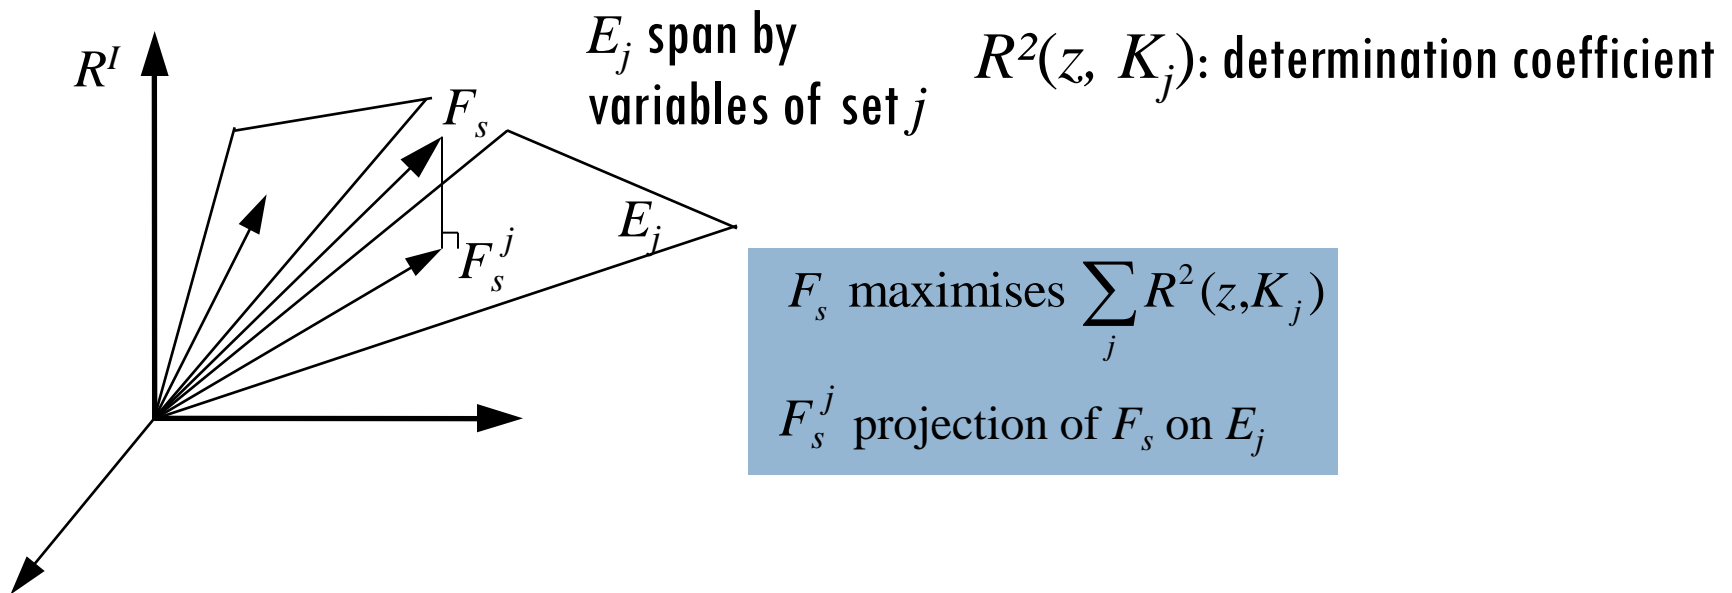 R^I
E_j span by
variables of set j
R²(z, K_j): determination coefficient
F_s
E_j
F_s^j
F_s maximises ∑_j R²(z,K_j)
F_s^j projection of F_s on E_j